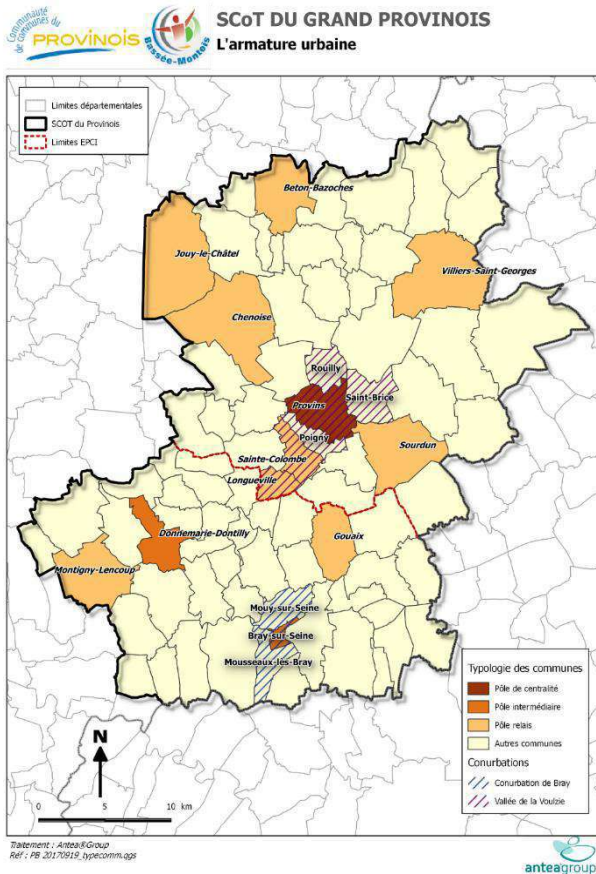 Communauté
de communes du
PROVINOIS
Bassée-Montois
SCoT DU GRAND PROVINOIS
L'armature urbaine
Limites départementales
SCOT du Provinois
Limites EPCI
Beton-Bazoches
Jouy-le-Châtel
Villiers-Saint-Georges
Chenoise
Rouilly
Saint-Brice
Provins
Poigny
Sourdun
Sainte-Colombe
Longueville
Donnemarie-Dontilly
Gouaix
Montigny-Lencoup
Mouy-sur-Seine
Bray-sur-Seine
Mousseaux-lès-Bray
Typologie des communes
Pôle de centralité
Pôle intermédiaire
Pôle relais
Autres communes
Conurbations
Conurbation de Bray
Vallée de la Voulzie
N
0 5 10 km
Traitement : Antea®Group
Réf : PB 20170919_typecomm.qgs
anteagroup